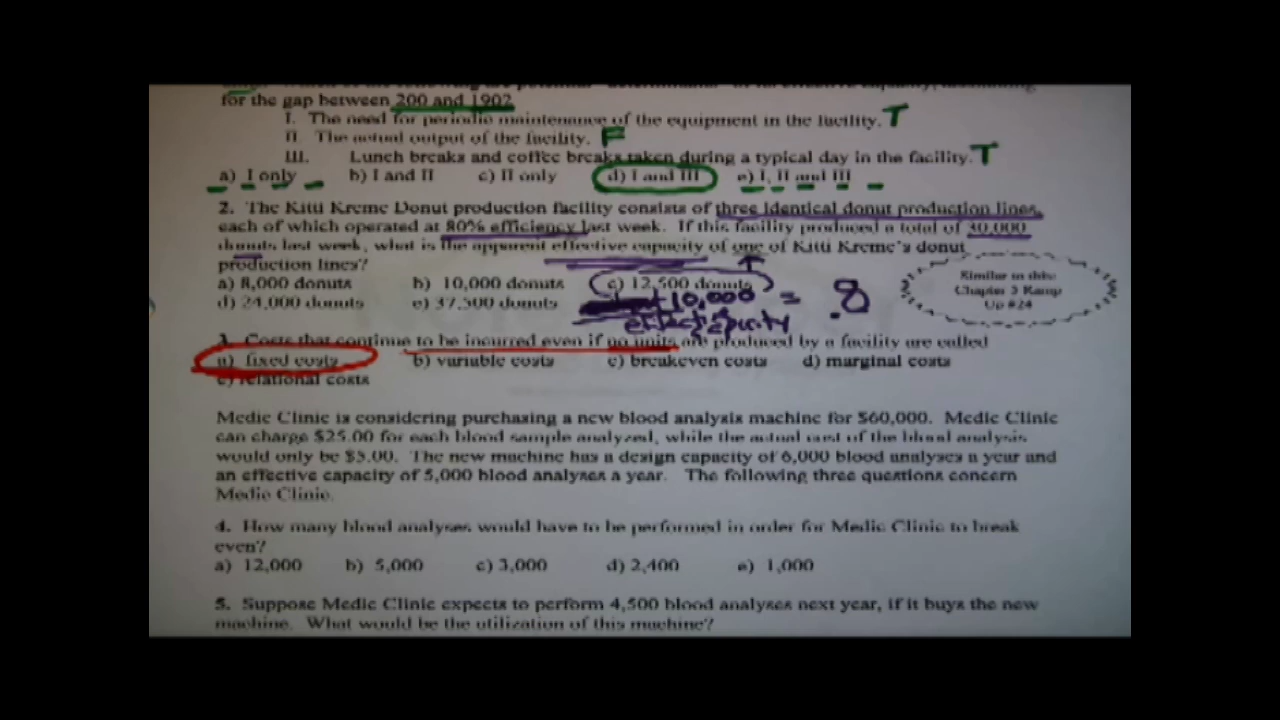 for the gap between 200 and 1902
I. The need for periodic maintenance of the equipment in the facility. T
II. The actual output of the facility. F
III. Lunch breaks and coffee breaks taken during a typical day in the facility. T
a) I only b) I and II c) II only d) I and III e) I, II and III
2. The Kitti Kreme Donut production facility consists of three identical donut production lines,
each of which operated at 80% efficiency last week. If this facility produced a total of 30,000
donuts last week, what is the apparent effective capacity of one of Kitti Kreme's donut
production lines?
a) 8,000 donuts b) 10,000 donuts c) 12,500 donuts
d) 24,000 donuts e) 37,500 donuts
10,000 = .8
Similar to this:
Chapter 3 Ramp
Up #24
3. Costs that continue to be incurred even if no units are produced by a facility are called
a) fixed costs b) variable costs c) breakeven costs d) marginal costs
e) relational costs
Medic Clinic is considering purchasing a new blood analysis machine for $60,000. Medic Clinic
can charge $25.00 for each blood sample analyzed, while the actual cost of the blood analysis
would only be $5.00. The new machine has a design capacity of 6,000 blood analyses a year and
an effective capacity of 5,000 blood analyses a year. The following three questions concern
Medic Clinic.
4. How many blood analyses would have to be performed in order for Medic Clinic to break
even?
a) 12,000 b) 5,000 c) 3,000 d) 2,400 e) 1,000
5. Suppose Medic Clinic expects to perform 4,500 blood analyses next year, if it buys the new
machine. What would be the utilization of this machine?